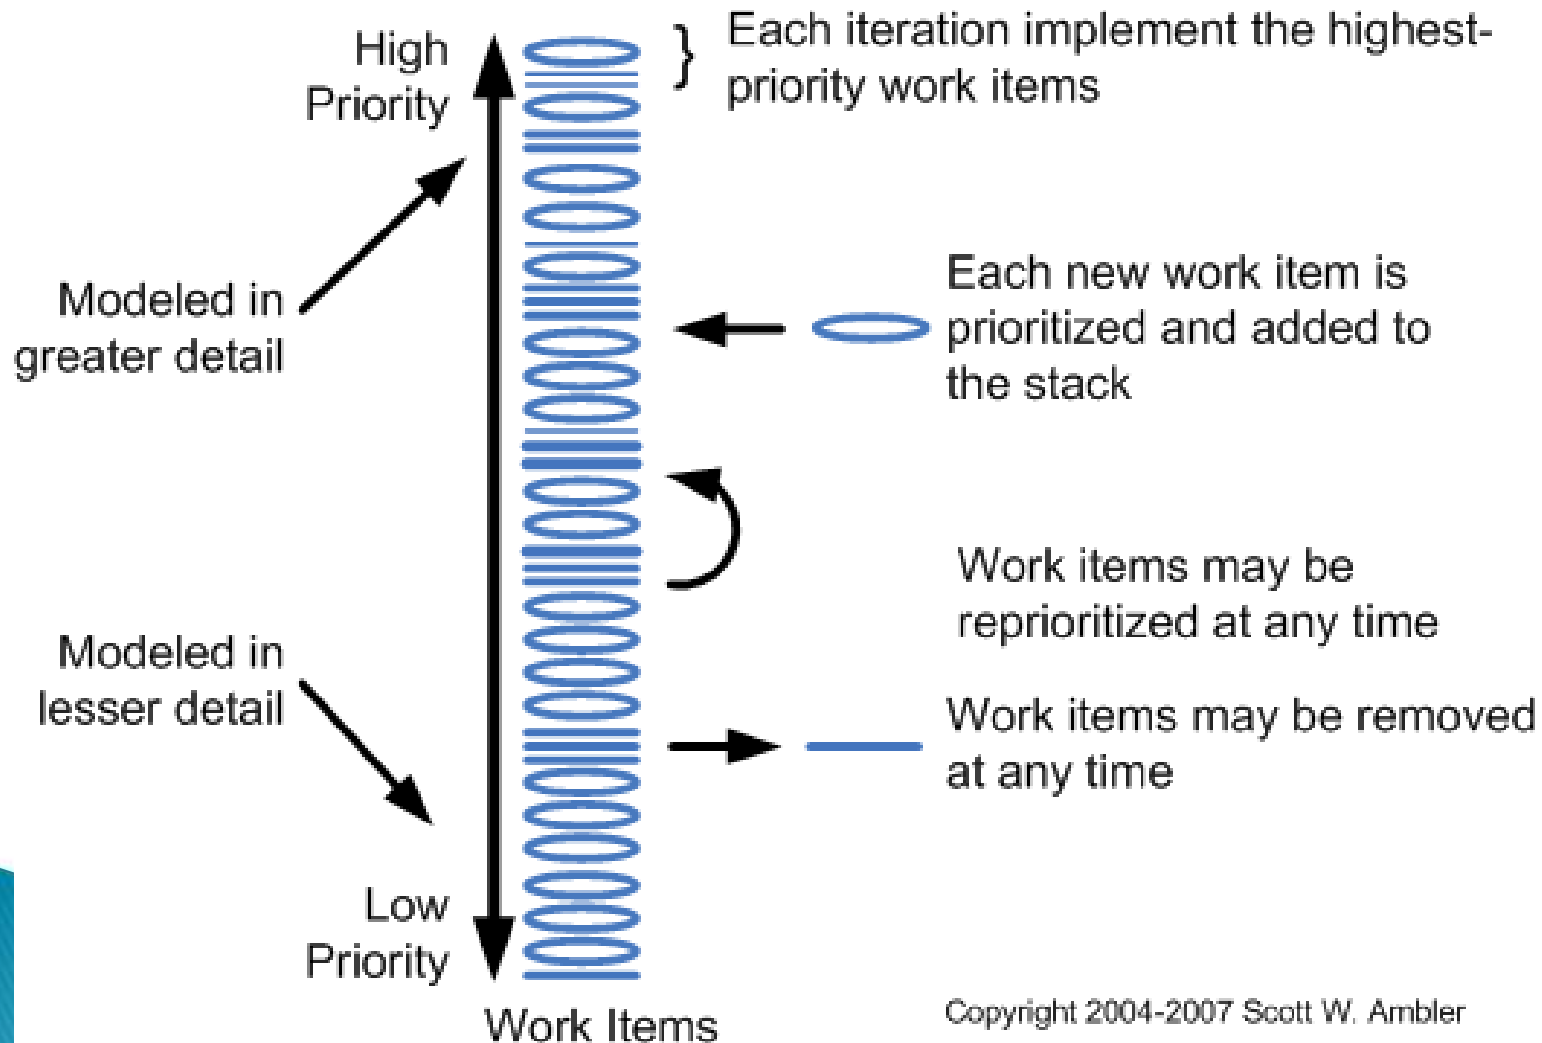 High
Priority
Each iteration implement the highest-
priority work items
Modeled in
greater detail
Each new work item is
prioritized and added to
the stack
Work items may be
reprioritized at any time
Modeled in
lesser detail
Work items may be removed
at any time
Low
Priority
Work Items
Copyright 2004-2007 Scott W. Ambler